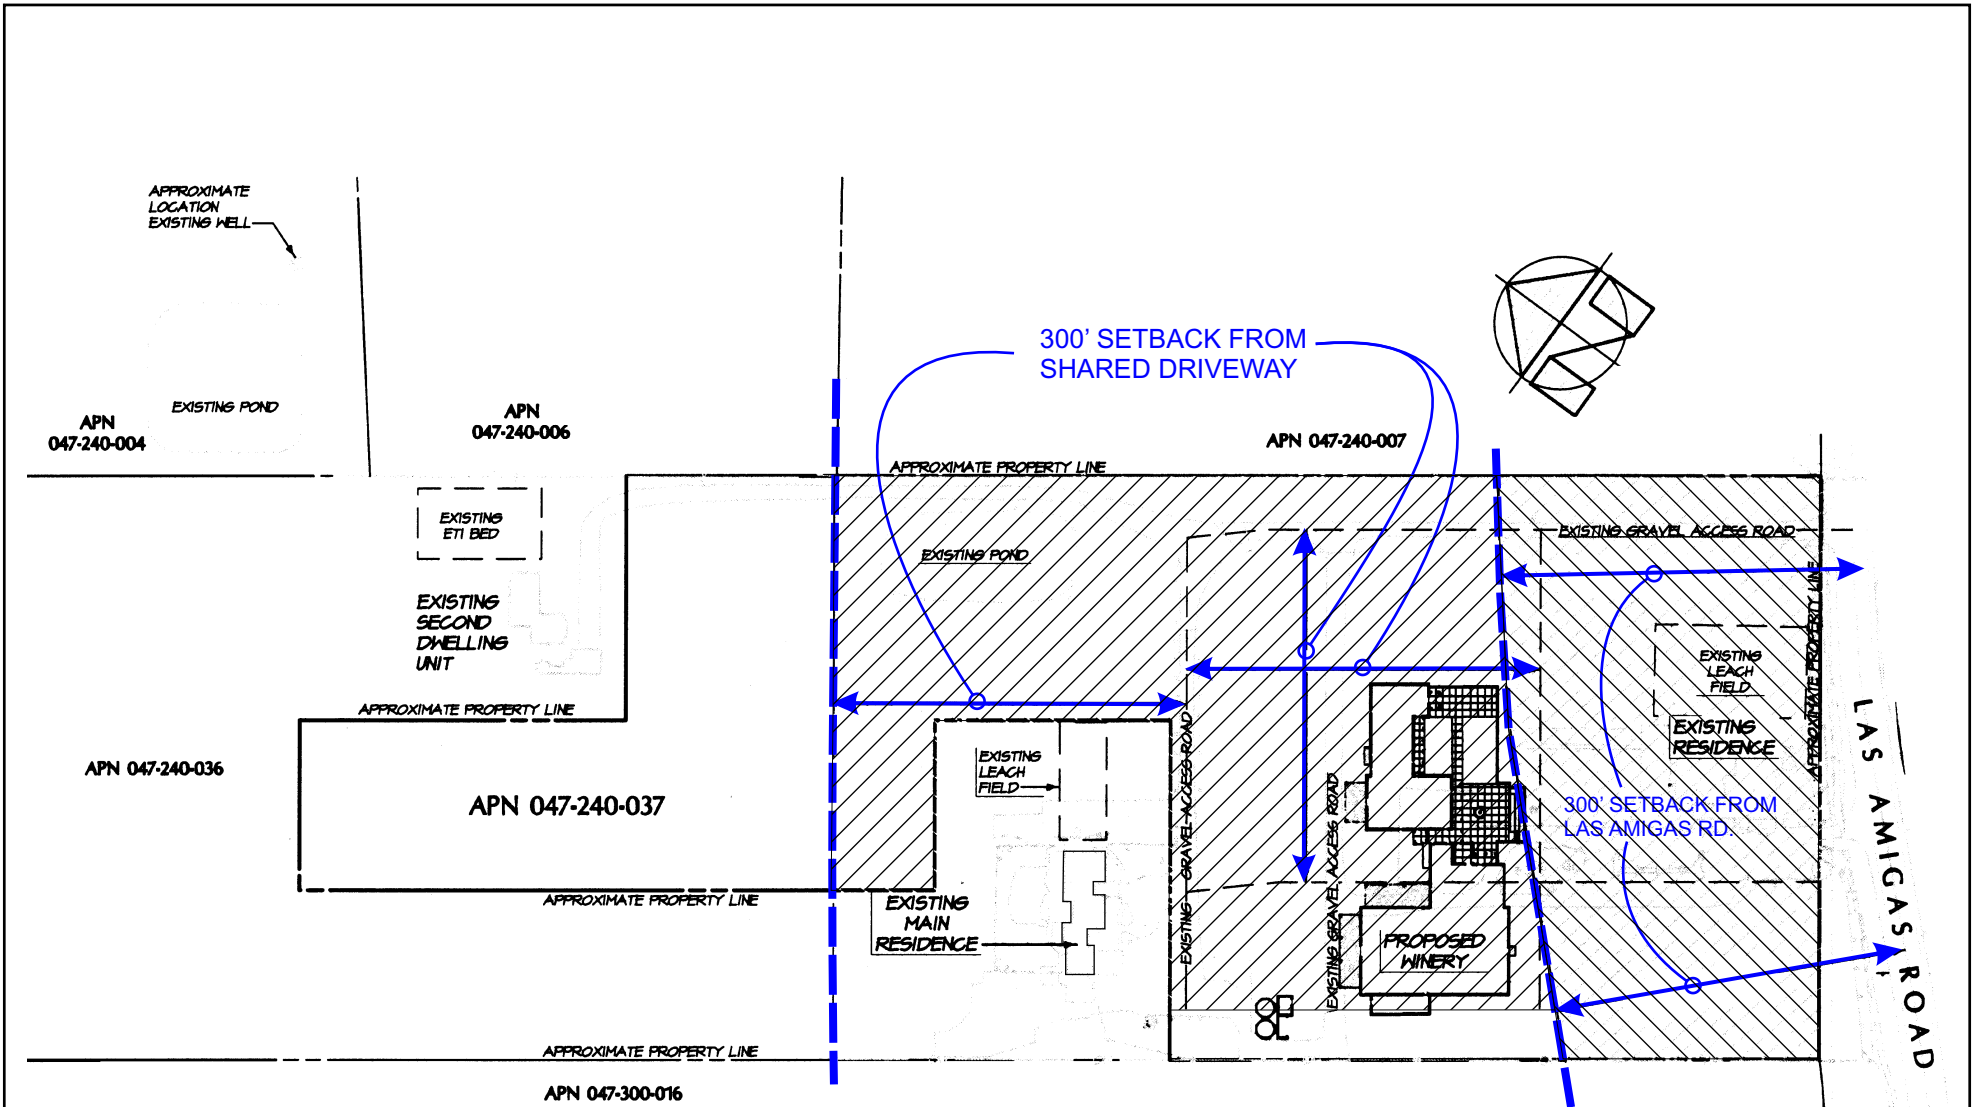 APPROXIMATE
LOCATION
EXISTING WELL
EXISTING POND
APN
047-240-004
APN
047-240-006
300’ SETBACK FROM
SHARED DRIVEWAY
APN 047-240-007
APPROXIMATE PROPERTY LINE
EXISTING
ETI BED
EXISTING POND
EXISTING GRAVEL ACCESS ROAD
EXISTING
SECOND
DWELLING
UNIT
APPROXIMATE PROPERTY LINE
EXISTING
LEACH
FIELD
EXISTING
RESIDENCE
APPROXIMATE PROPERTY LINE
LAS AMIGAS ROAD
APN 047-240-036
APN 047-240-037
EXISTING
LEACH
FIELD
EXISTING GRAVEL ACCESS ROAD
EXISTING GRAVEL ACCESS ROAD
300’ SETBACK FROM
LAS AMIGAS RD.
APPROXIMATE PROPERTY LINE
EXISTING
MAIN
RESIDENCE
PROPOSED
WINERY
APPROXIMATE PROPERTY LINE
APN 047-300-016